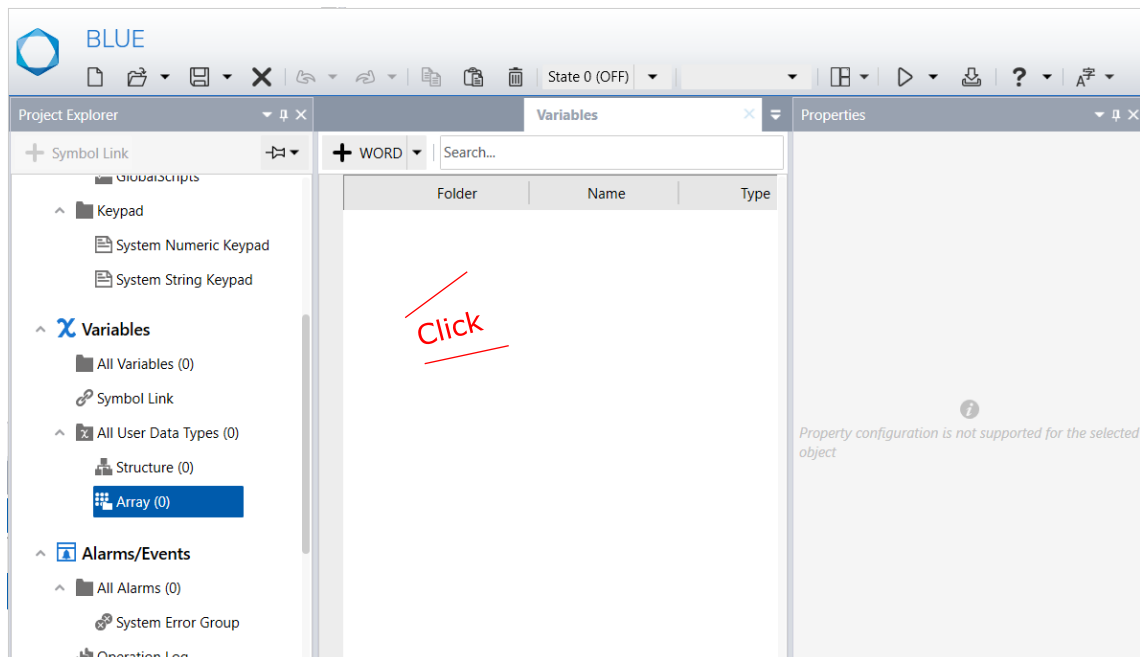 BLUE
State 0 (OFF)
?
A字
Project Explorer
Variables
Properties
Symbol Link
WORD
Search...
GlobalScripts
Folder
Name
Type
Keypad
System Numeric Keypad
System String Keypad
Click
Variables
All Variables (0)
Symbol Link
All User Data Types (0)
Structure (0)
Array (0)
Property configuration is not supported for the selected
object
Alarms/Events
All Alarms (0)
System Error Group
Operation Log